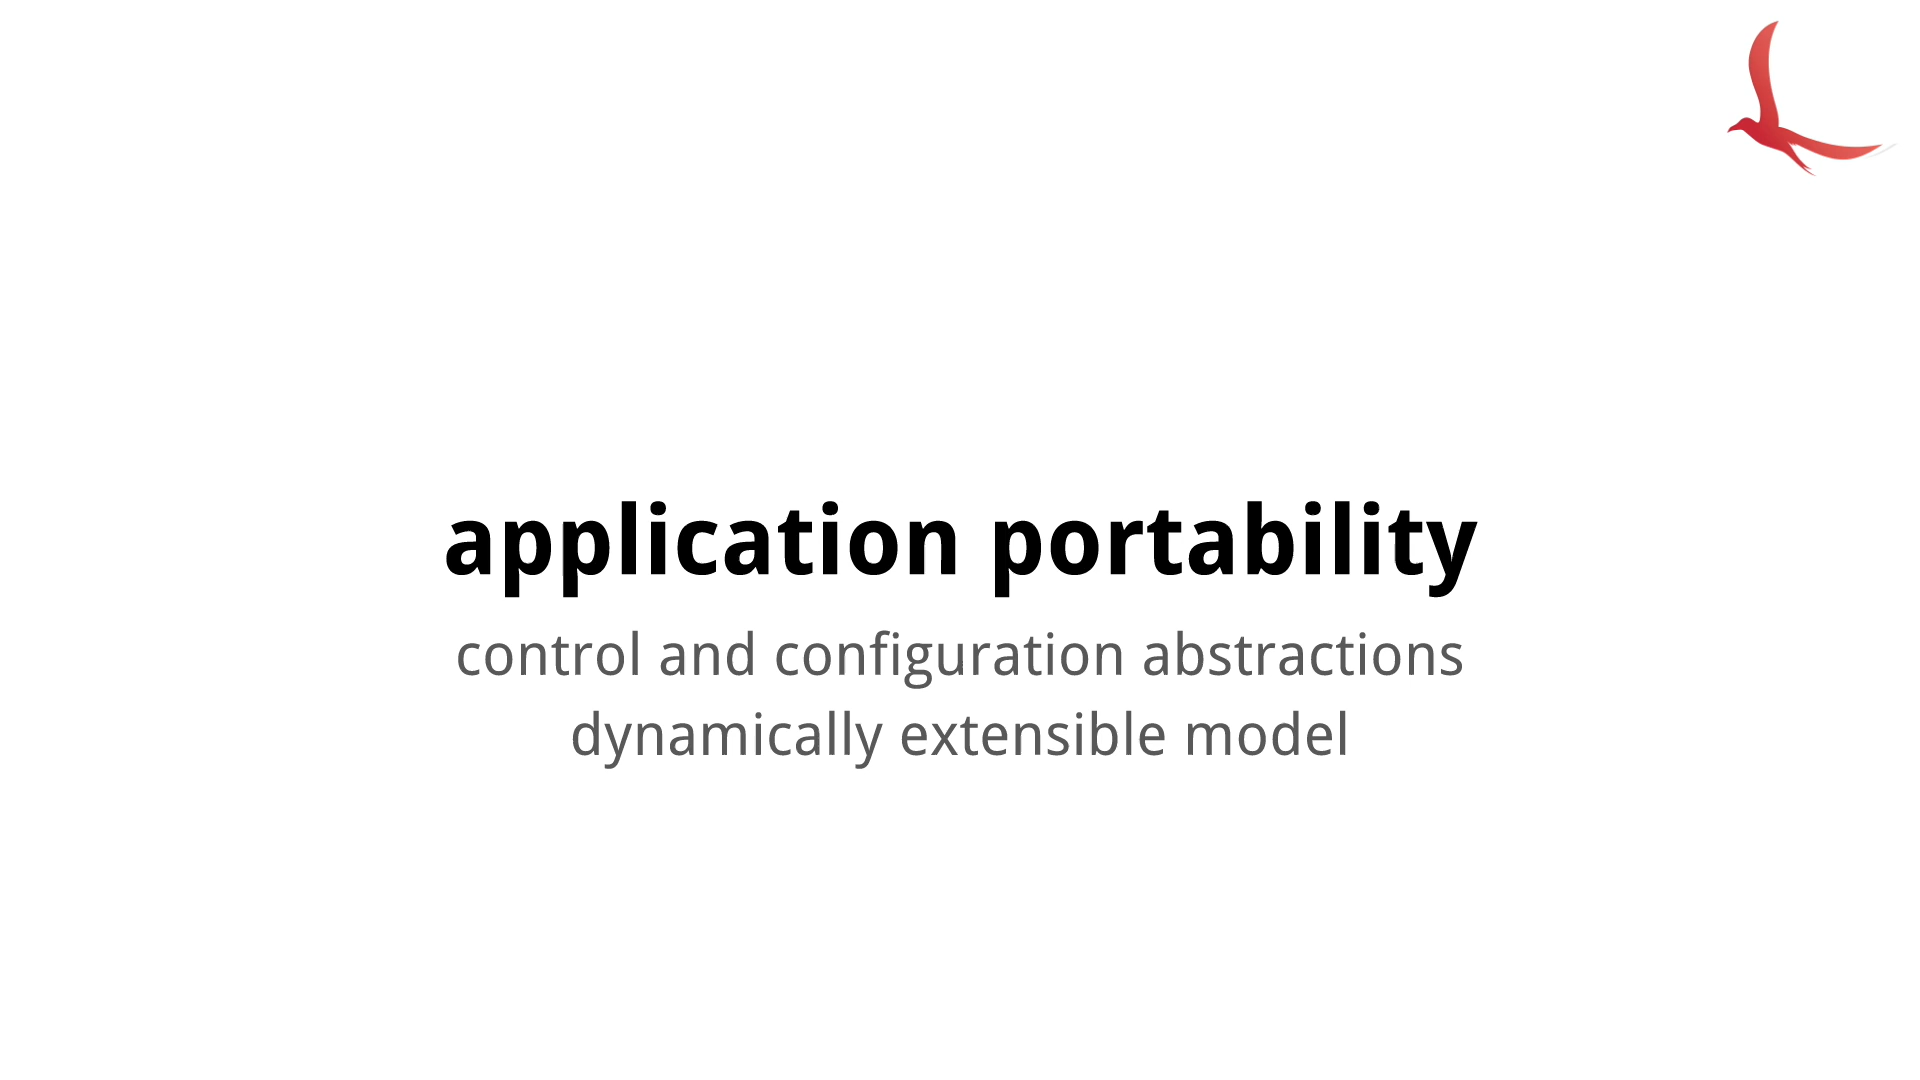 application portability
control and configuration abstractions
dynamically extensible model